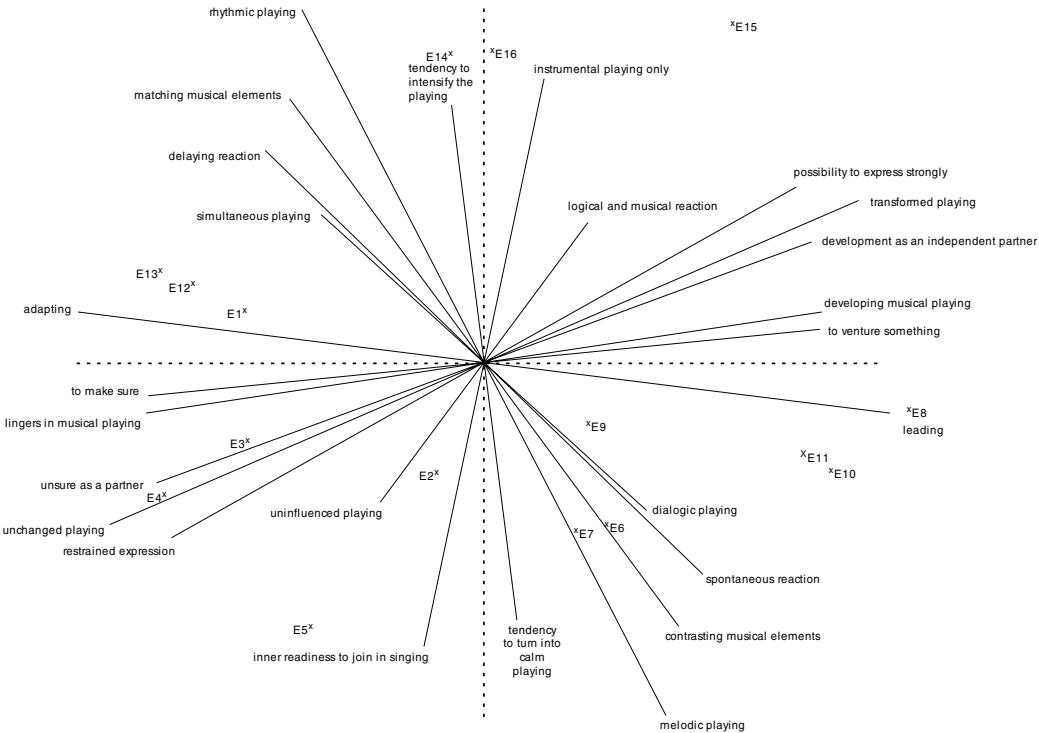 rhythmic playing
xE15
E14x
xE16
tendency to
intensify the
playing
instrumental playing only
matching musical elements
delaying reaction
possibility to express strongly
transformed playing
logical and musical reaction
simultaneous playing
development as an independent partner
E13x
E12x
adapting
E1x
developing musical playing
to venture something
to make sure
lingers in musical playing
xE8
leading
xE9
E3x
xE11
xE10
unsure as a partner
E4x
E2x
uninfluenced playing
dialogic playing
unchanged playing
restrained expression
xE7
xE6
spontaneous reaction
E5x
inner readiness to join in singing
tendency
to turn into
calm
playing
contrasting musical elements
melodic playing